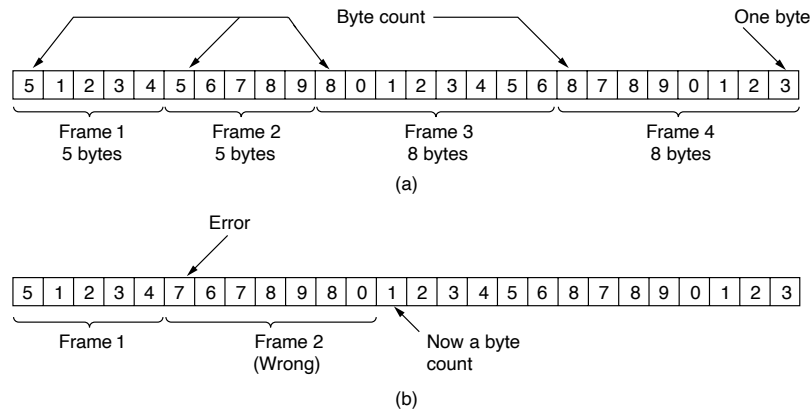 Byte count
One byte
5 1 2 3 4 5 6 7 8 9 8 0 1 2 3 4 5 6 8 7 8 9 0 1 2 3
Frame 1 Frame 2 Frame 3 Frame 4
5 bytes 5 bytes 8 bytes 8 bytes
(a)
Error
5 1 2 3 4 7 6 7 8 9 8 0 1 2 3 4 5 6 8 7 8 9 0 1 2 3
Frame 1
Frame 2
(Wrong)
Now a byte
count
(b)